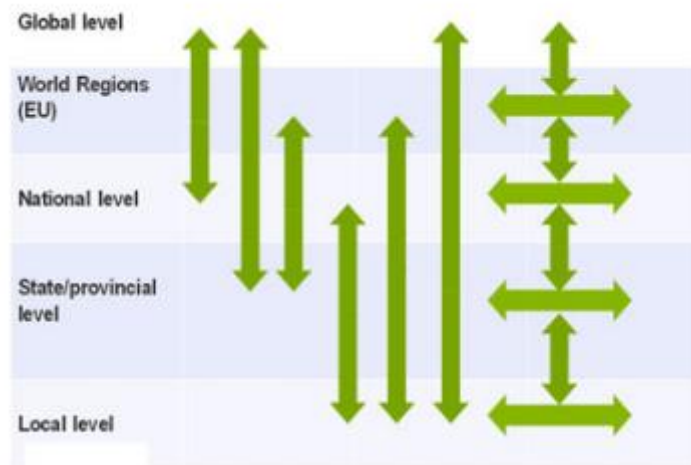 Global level
World Regions
(EU)
National level
State/provincial
level
Local level